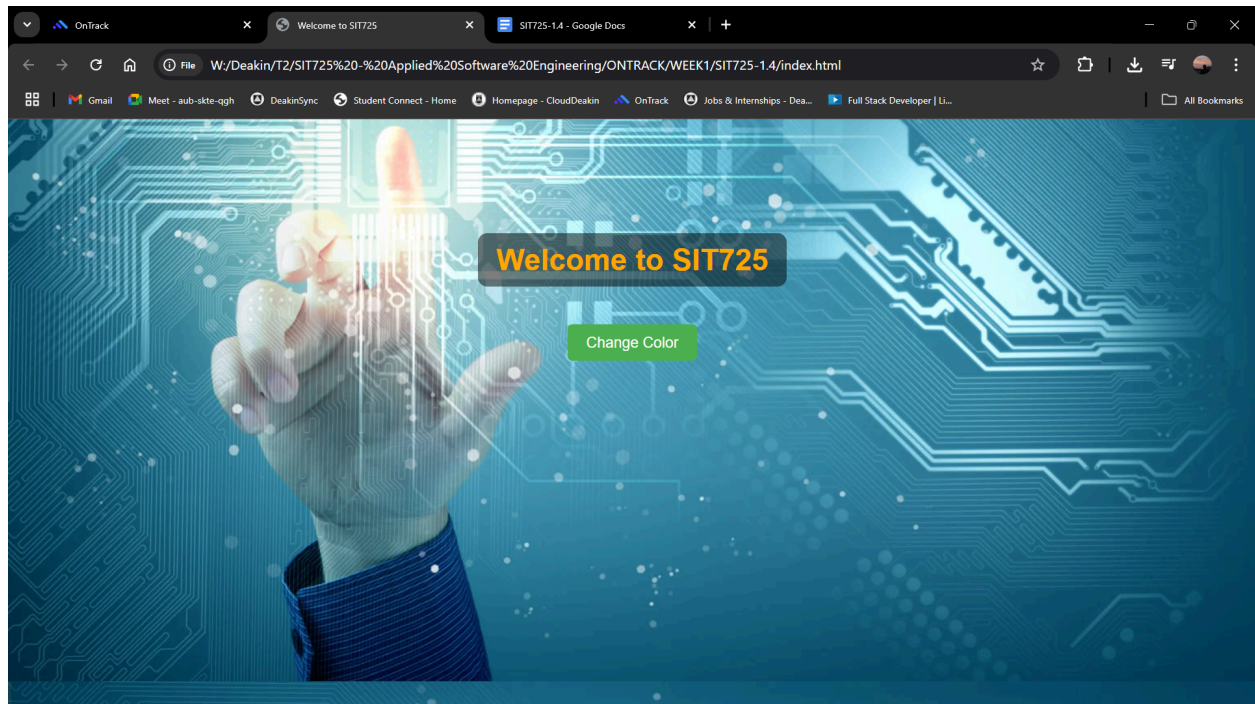 OnTrack
Welcome to SIT725
SIT725-1.4 - Google Docs
File W:/Deakin/T2/SIT725%20-%20Applied%20Software%20Engineering/ONTRACK/WEEK1/SIT725-1.4/index.html
Gmail
Meet - aub-skte-qgh
DeakinSync
Student Connect - Home
Homepage - CloudDeakin
OnTrack
Jobs & Internships - Dea...
Full Stack Developer | Li...
All Bookmarks
Welcome to SIT725
Change Color